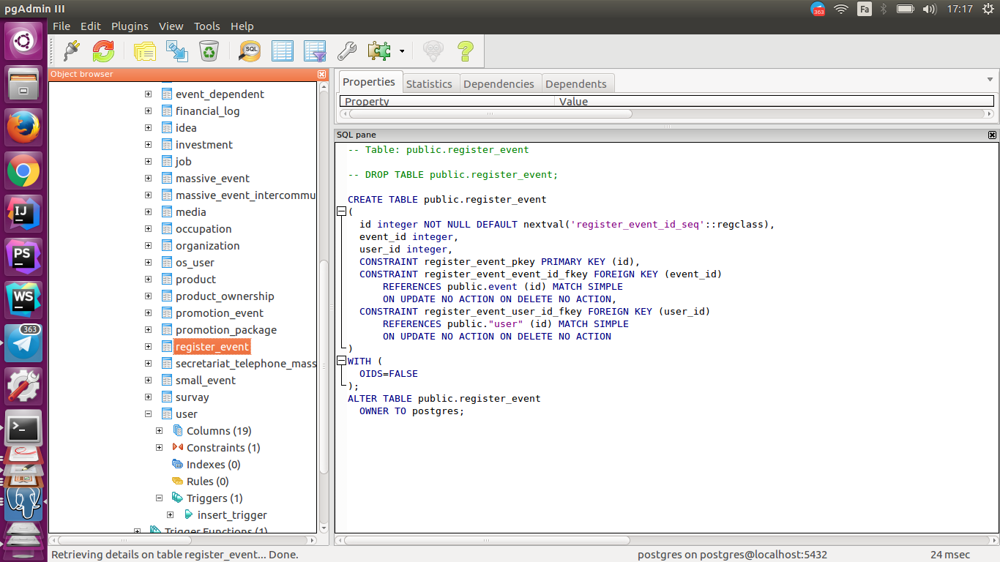 pgAdmin III
363
Fa
17:17
File Edit Plugins View Tools Help
SQL
Object browser
event_dependent
financial_log
idea
investment
job
massive_event
massive_event_intercommu
media
occupation
organization
os_user
product
product_ownership
promotion_event
promotion_package
register_event
secretariat_telephone_mass
small_event
survay
user
Columns (19)
Constraints (1)
Indexes (0)
Rules (0)
Triggers (1)
insert_trigger
Trigger Functions (1)
IJ
PS
WS
363
Properties Statistics Dependencies Dependents
Property Value
SQL pane
-- Table: public.register_event
-- DROP TABLE public.register_event;
CREATE TABLE public.register_event
(
id integer NOT NULL DEFAULT nextval('register_event_id_seq'::regclass),
event_id integer,
user_id integer,
CONSTRAINT register_event_pkey PRIMARY KEY (id),
CONSTRAINT register_event_event_id_fkey FOREIGN KEY (event_id)
REFERENCES public.event (id) MATCH SIMPLE
ON UPDATE NO ACTION ON DELETE NO ACTION,
CONSTRAINT register_event_user_id_fkey FOREIGN KEY (user_id)
REFERENCES public."user" (id) MATCH SIMPLE
ON UPDATE NO ACTION ON DELETE NO ACTION
)
WITH (
OIDS=FALSE
);
ALTER TABLE public.register_event
OWNER TO postgres;
Retrieving details on table register_event... Done.
postgres on postgres@localhost:5432
24 msec